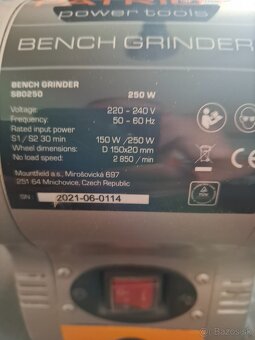 PATRIOT
power tools
BENCH GRINDER
BENCH GRINDER
SBD250 250 W
Voltage: 220 - 240 V
Frequency: 50 - 60 Hz
Rated input power
S1 / S2 30 min 150 W /250 W
Wheel dimensions: D 150x20 mm
No load speed: 2 850 / min
Mountfield a.s., Mirošovická 697
251 64 Mnichovice, Czech Republic
SN 2021-06-0114
bazos.sk